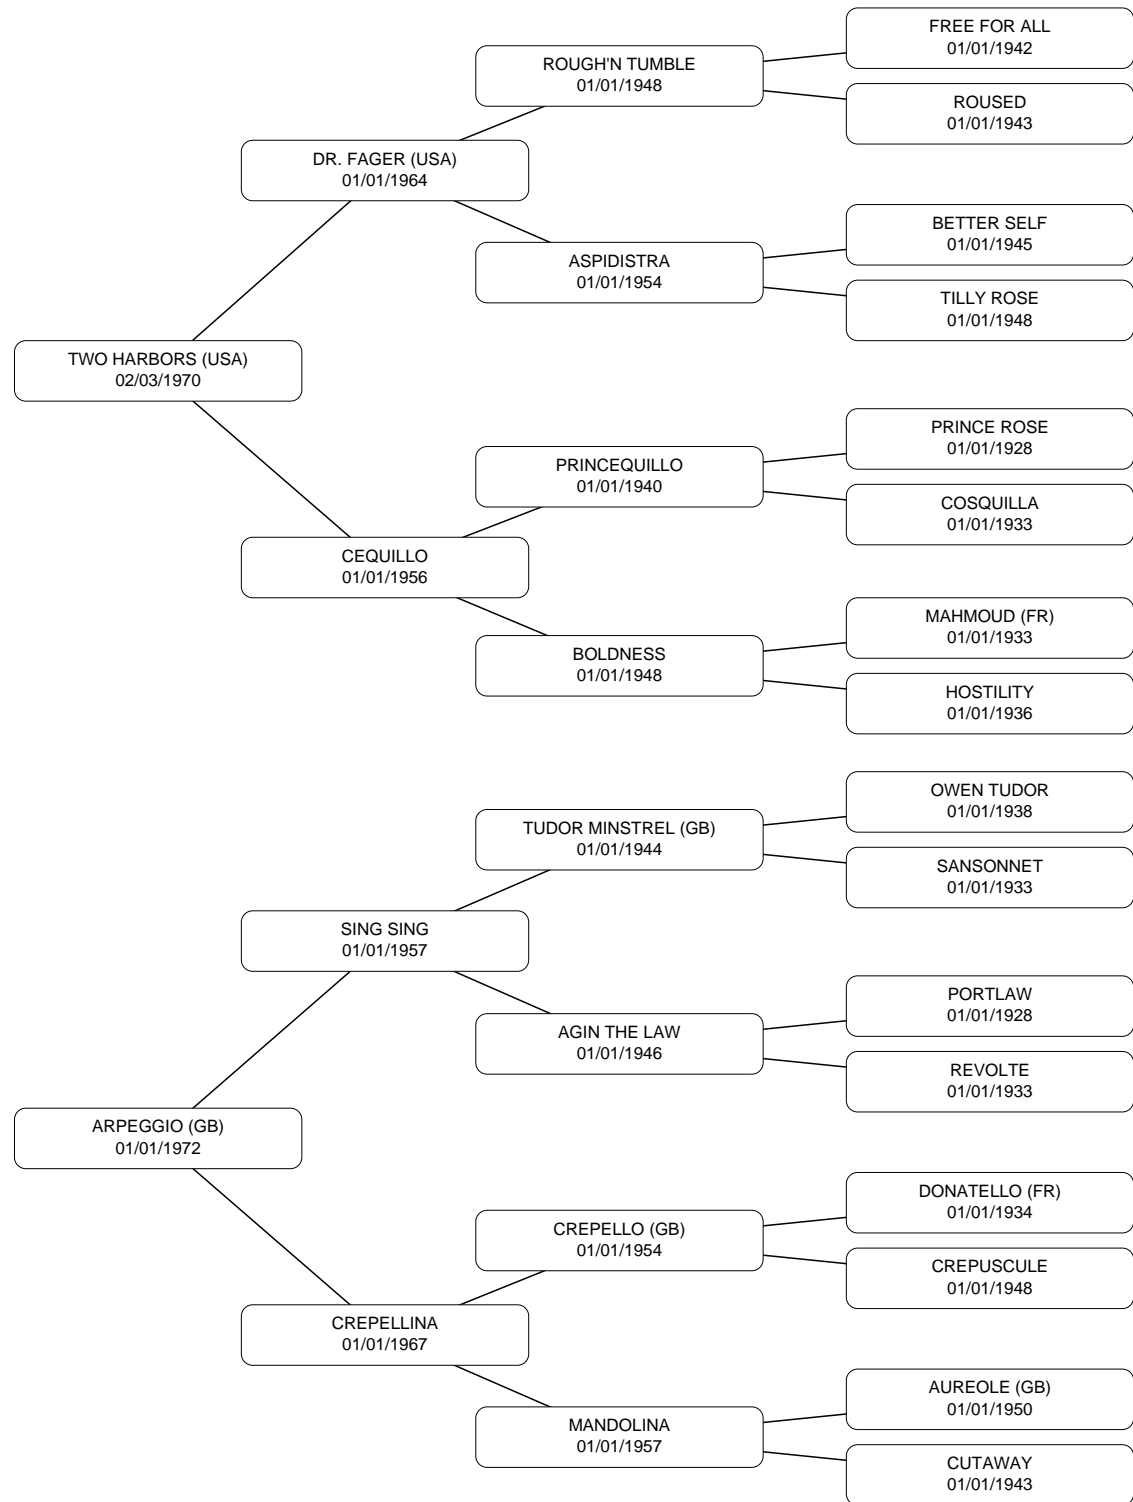 FREE FOR ALL
01/01/1942
ROUGH'N TUMBLE
01/01/1948
ROUSED
01/01/1943
DR. FAGER (USA)
01/01/1964
BETTER SELF
01/01/1945
ASPIDISTRA
01/01/1954
TILLY ROSE
01/01/1948
TWO HARBORS (USA)
02/03/1970
PRINCE ROSE
01/01/1928
PRINCEQUILLO
01/01/1940
COSQUILLA
01/01/1933
CEQUILLO
01/01/1956
MAHMOUD (FR)
01/01/1933
BOLDNESS
01/01/1948
HOSTILITY
01/01/1936
OWEN TUDOR
01/01/1938
TUDOR MINSTREL (GB)
01/01/1944
SANSONNET
01/01/1933
SING SING
01/01/1957
PORTLAW
01/01/1928
AGIN THE LAW
01/01/1946
REVOLTE
01/01/1933
ARPEGGIO (GB)
01/01/1972
DONATELLO (FR)
01/01/1934
CREPELLO (GB)
01/01/1954
CREPUSCULE
01/01/1948
CREPELLINA
01/01/1967
AUREOLE (GB)
01/01/1950
MANDOLINA
01/01/1957
CUTAWAY
01/01/1943